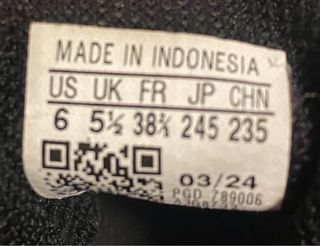 MADE IN INDONESIA
US UK FR JP CHN
6 5½ 38⅔ 245 235
03/24
PGD 789006